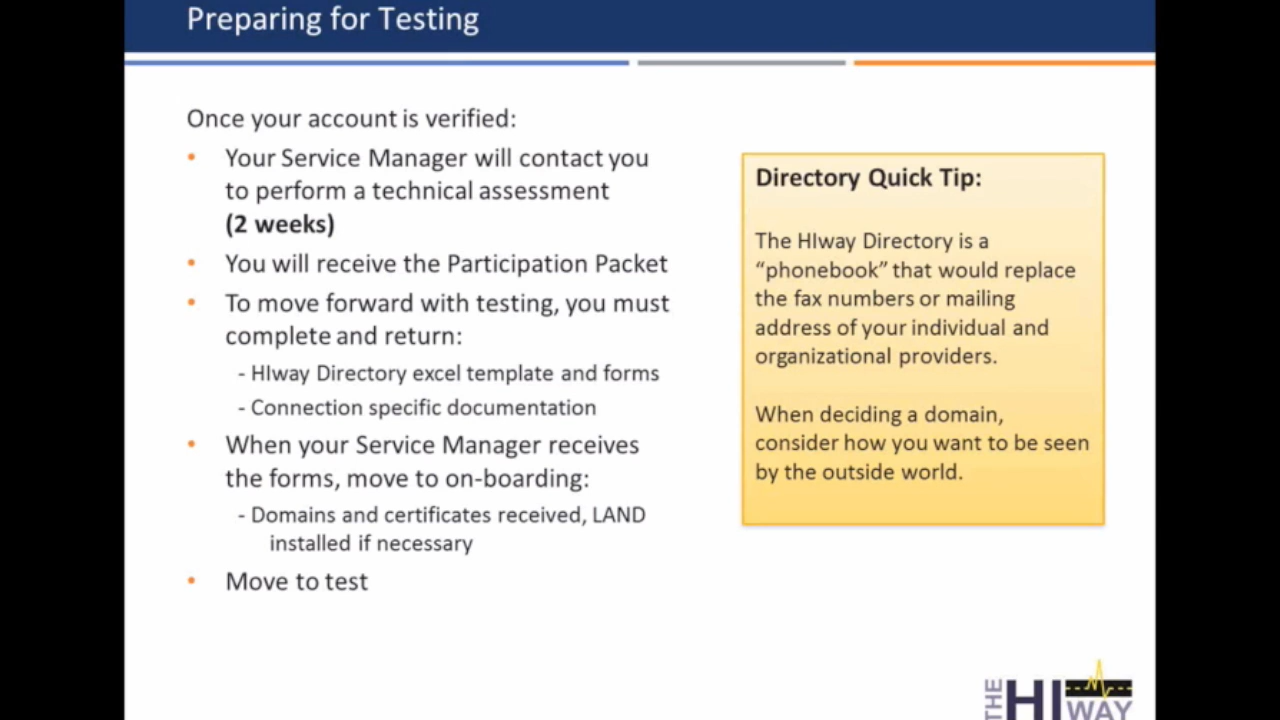 Preparing for Testing
Once your account is verified:
• Your Service Manager will contact you
to perform a technical assessment
(2 weeks)
• You will receive the Participation Packet
• To move forward with testing, you must
complete and return:
- HIway Directory excel template and forms
- Connection specific documentation
• When your Service Manager receives
the forms, move to on-boarding:
- Domains and certificates received, LAND
installed if necessary
• Move to test
Directory Quick Tip:
The HIway Directory is a
“phonebook” that would replace
the fax numbers or mailing
address of your individual and
organizational providers.
When deciding a domain,
consider how you want to be seen
by the outside world.
THE HIWAY